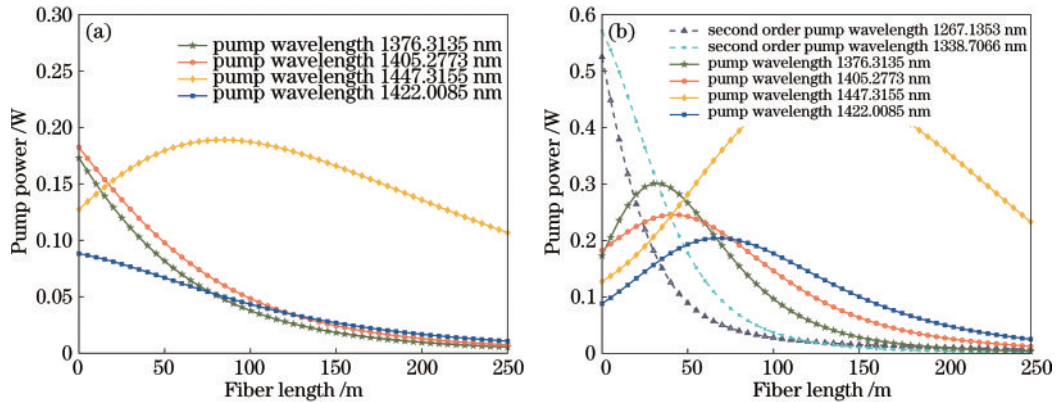 (a)
pump wavelength 1376.3135 nm
pump wavelength 1405.2773 nm
pump wavelength 1447.3155 nm
pump wavelength 1422.0085 nm
Pump power /W
0.30
0.25
0.20
0.15
0.10
0.05
0
0 50 100 150 200 250
Fiber length /m
(b)
second order pump wavelength 1267.1353 nm
second order pump wavelength 1338.7066 nm
pump wavelength 1376.3135 nm
pump wavelength 1405.2773 nm
pump wavelength 1447.3155 nm
pump wavelength 1422.0085 nm
Pump power /W
0.6
0.5
0.4
0.3
0.2
0.1
0
0 50 100 150 200 250
Fiber length /m